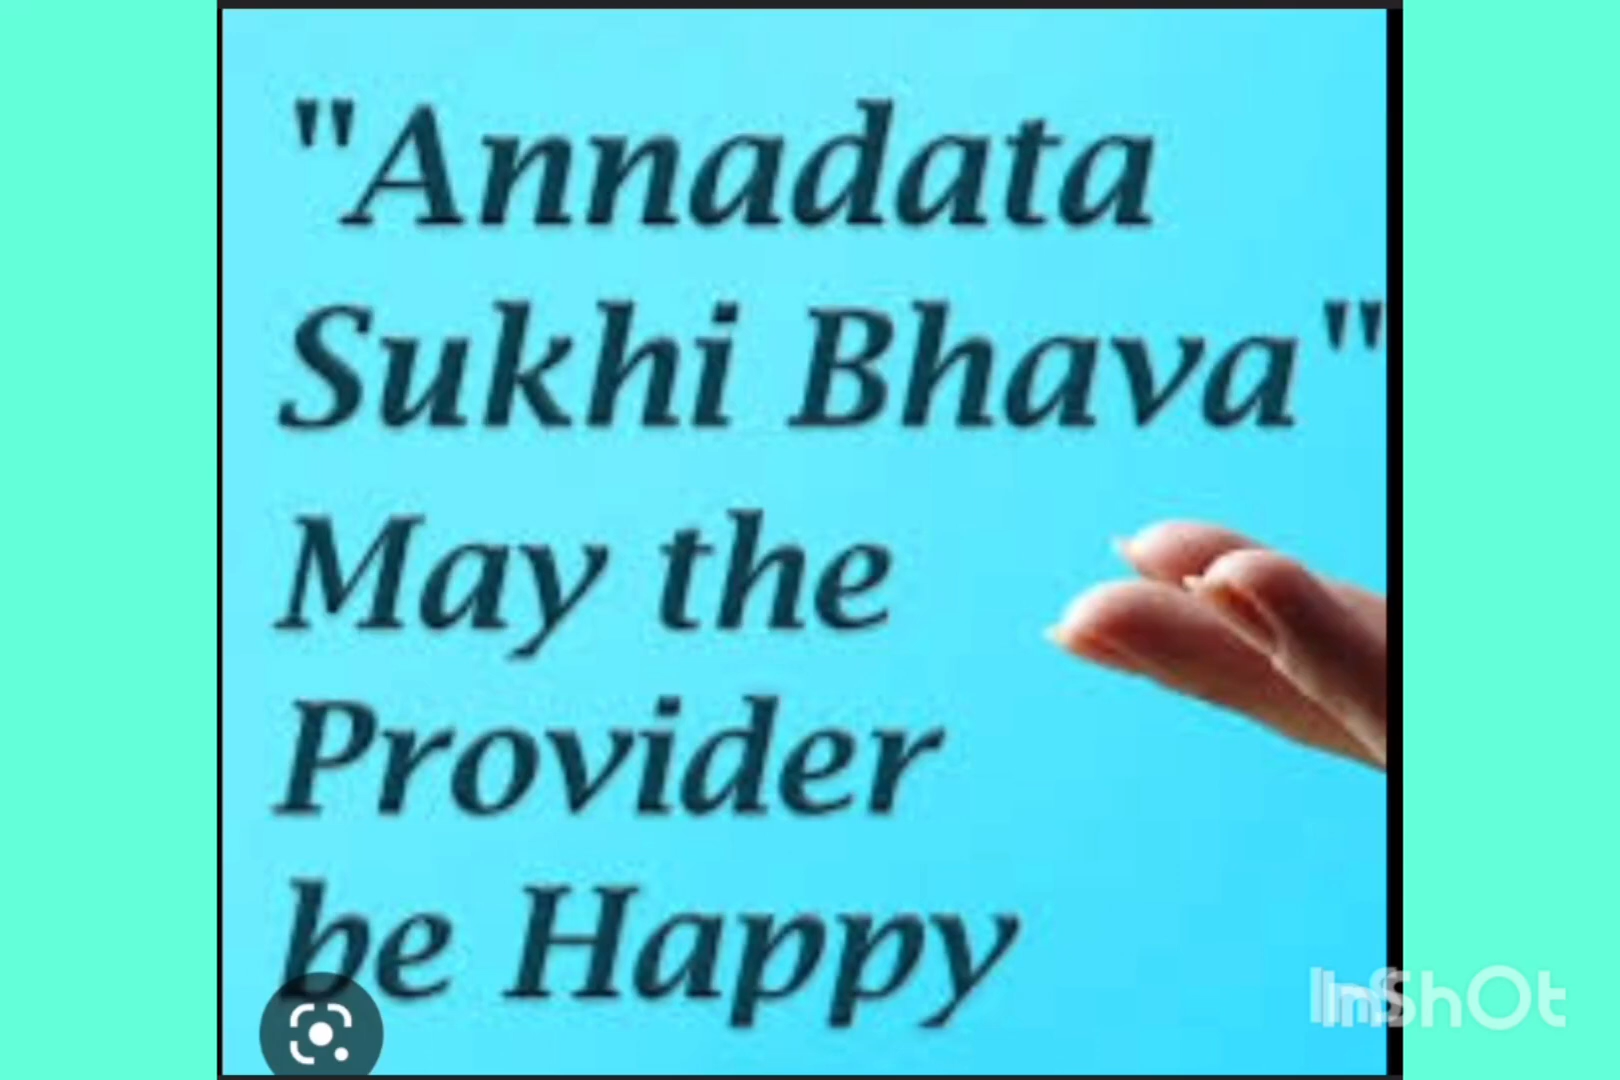 "Annadata
Sukhi Bhava"
May the
Provider
be Happy
InShOt